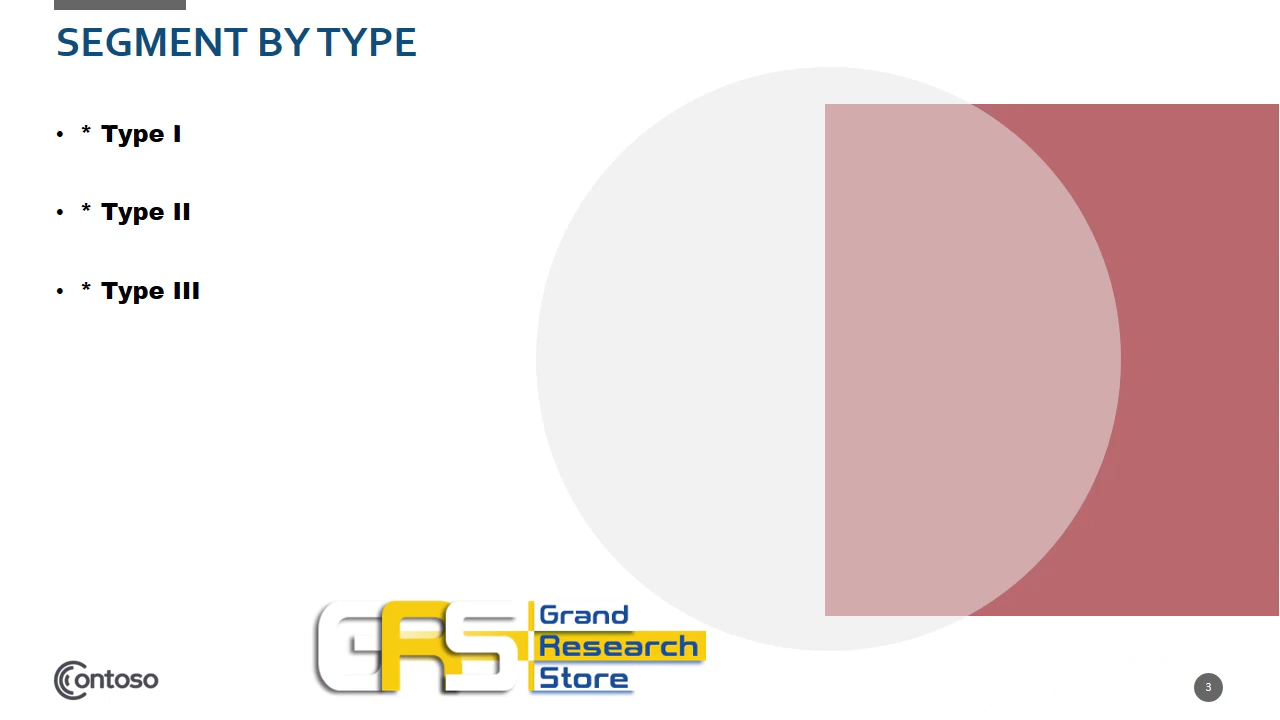 SEGMENT BY TYPE
• * Type I
• * Type II
• * Type III
GRS
Grand
Research
Store
Contoso
3